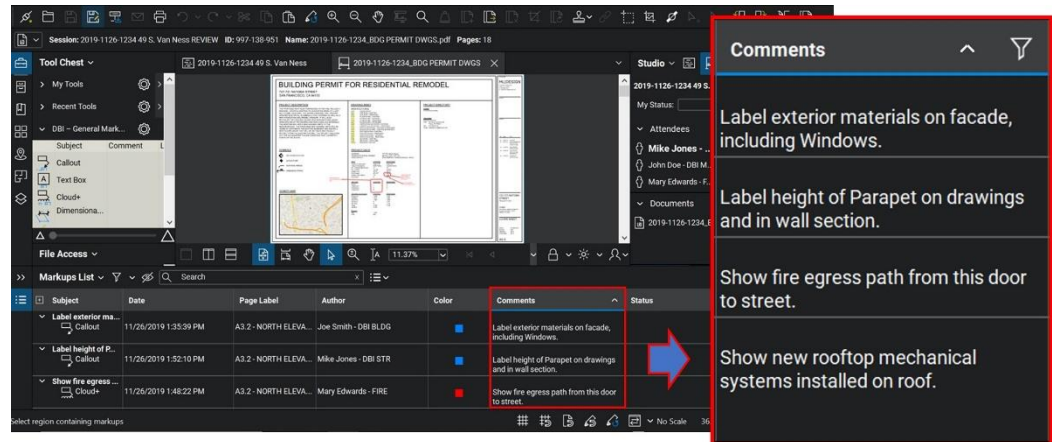 Session: 2019-1126-1234 49 S. Van Ness REVIEW ID: 997-138-951 Name: 2019-1126-1234_BDG PERMIT DWGS.pdf Pages: 18
Tool Chest
2019-1126-1234 49 S. Van Ness
2019-1126-1234_BDG PERMIT DWGS
Studio
My Tools
Recent Tools
DBI – General Mark...
Subject Comment L
Callout
Text Box
Cloud+
Dimensiona...
File Access
BUILDING PERMIT FOR RESIDENTIAL REMODEL
2019-1126-1234 49 S.
My Status:
Attendees
Mike Jones - ..
John Doe - DBI M..
Mary Edwards - F..
Documents
2019-1126-1234_B
11.37%
Markups List
Search
Subject Date Page Label Author Color Comments Status
Label exterior ma...
Callout 11/26/2019 1:35:39 PM A3.2 - NORTH ELEVA... Joe Smith - DBI BLDG
Label exterior materials on facade,
including Windows.
Label height of P...
Callout 11/26/2019 1:52:10 PM A3.2 - NORTH ELEVA... Mike Jones - DBI STR
Label height of Parapet on drawings
and in wall section.
Show fire egress ...
Cloud+ 11/26/2019 1:48:22 PM A3.2 - NORTH ELEVA... Mary Edwards - FIRE
Show fire egress path from this door
to street.
Select region containing markups
No Scale 36
Comments
Label exterior materials on facade,
including Windows.
Label height of Parapet on drawings
and in wall section.
Show fire egress path from this door
to street.
Show new rooftop mechanical
systems installed on roof.